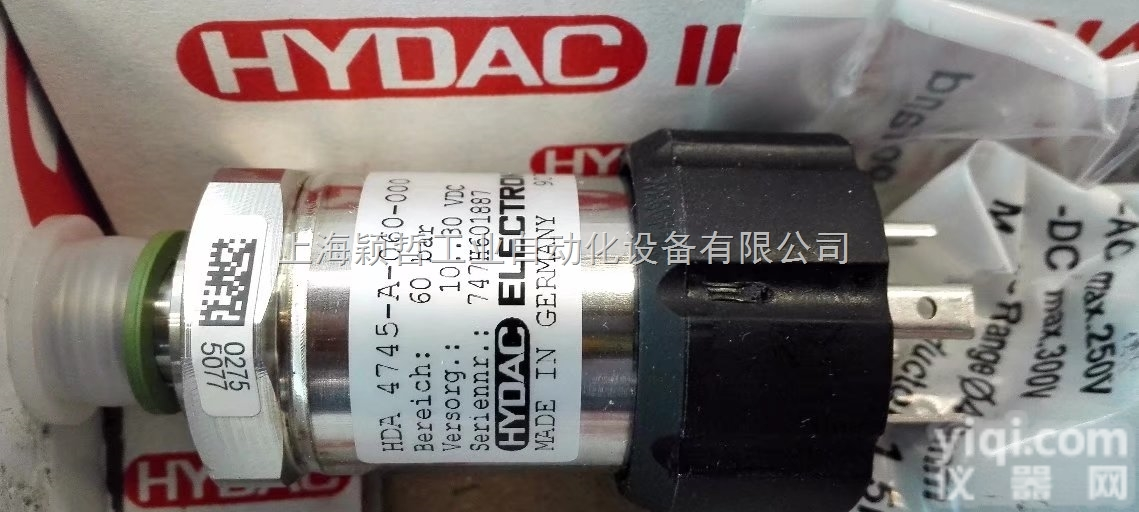 HYDAC
HYDAC
HDA 4745-A-060-000
Bereich: 60 bar
Versorg.: 10..30 VDC
Seriennr.: 747H601887
HYDAC ELECTRON
MADE IN GERMANY
0275
5077
上海颖哲工业自动化设备有限公司
-AC max.250V
-DC max.300V
HYDAC
yiqi.com
仪器网